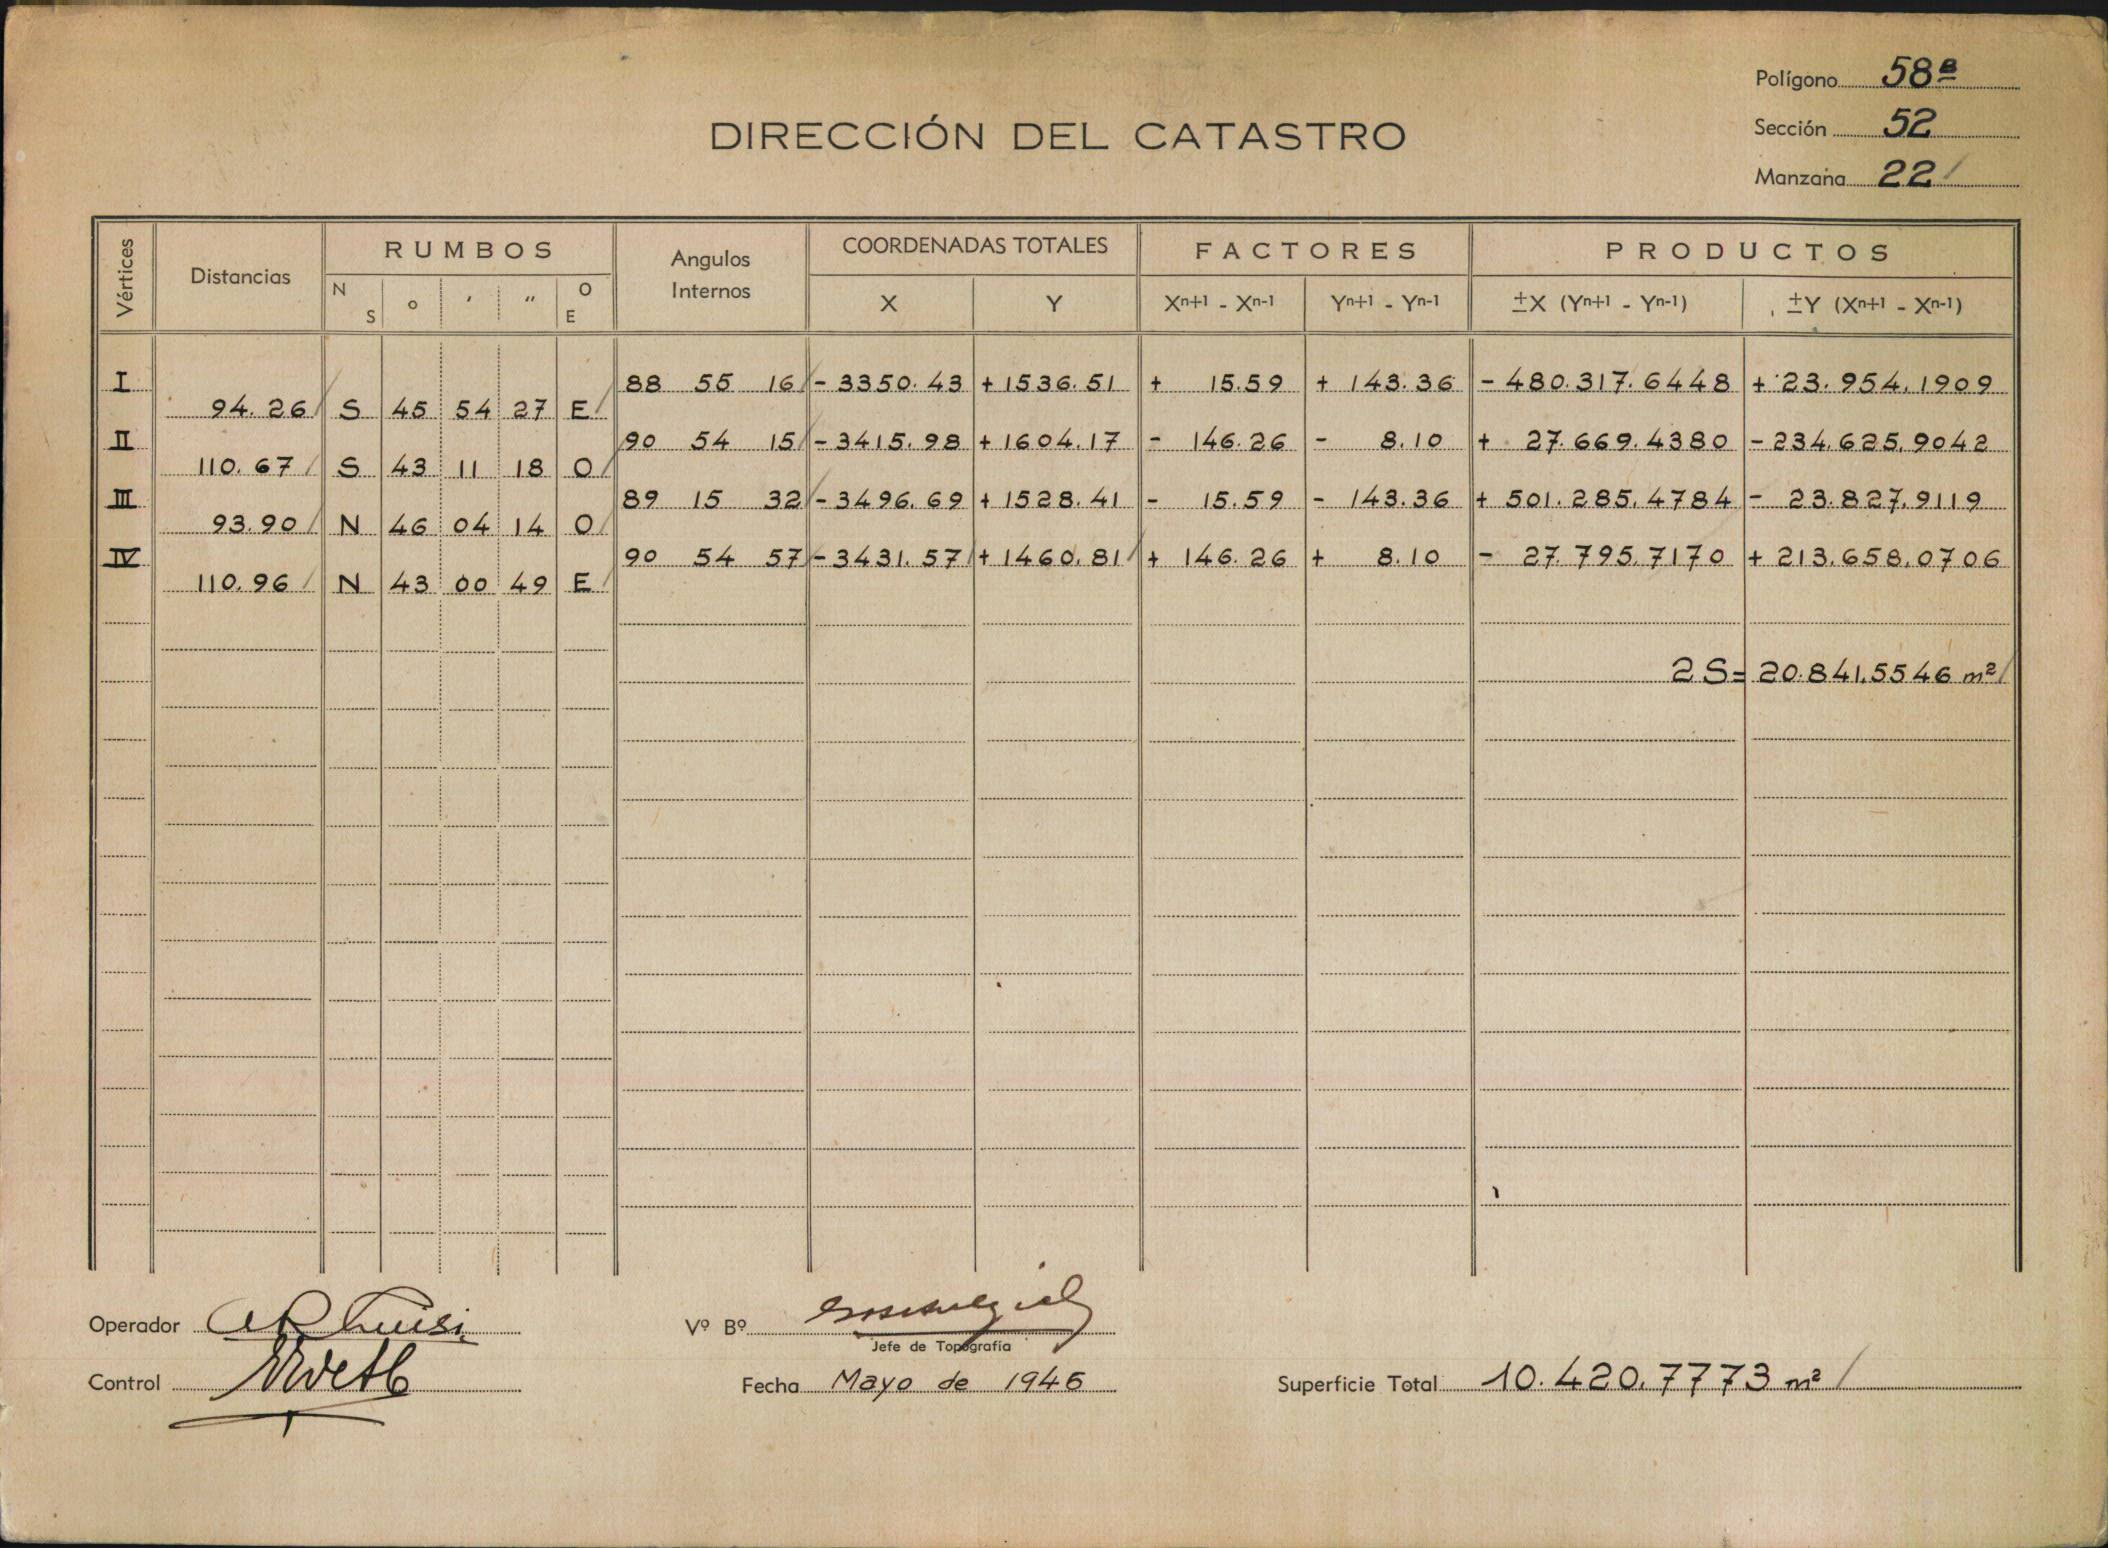 Polígono 58ª
DIRECCIÓN DEL CATASTRO
Sección 52
Manzana 22
Vértices Distancias RUMBOS Angulos Internos COORDENADAS TOTALES FACTORES PRODUCTOS
N S o ' " O E X Y Xn+1 - Xn-1 Yn+1 - Yn-1 ±X (Yn+1 - Yn-1) ±Y (Xn+1 - Xn-1)
I 88 55 16 - 3350.43 + 1536.51 + 15.59 + 143.36 - 480.317.6448 + 23.954.1909
94.26 S 45 54 27 E
II 90 54 15 - 3415.98 + 1604.17 - 146.26 - 8.10 + 27.669.4380 - 234.625.9042
110.67 S 43 11 18 O
III 89 15 32 - 3496.69 + 1528.41 - 15.59 - 143.36 + 501.285.4784 - 23.827.9119
93.90 N 46 04 14 O
IV 90 54 57 - 3431.57 + 1460.81 + 146.26 + 8.10 - 27.795.7170 + 213.658.0706
110.96 N 43 00 49 E
2S= 20.841.5546 m²
Operador
Vº Bº
Jefe de Topografía
Control
Fecha Mayo de 1946
Superficie Total 10.420.7773 m²